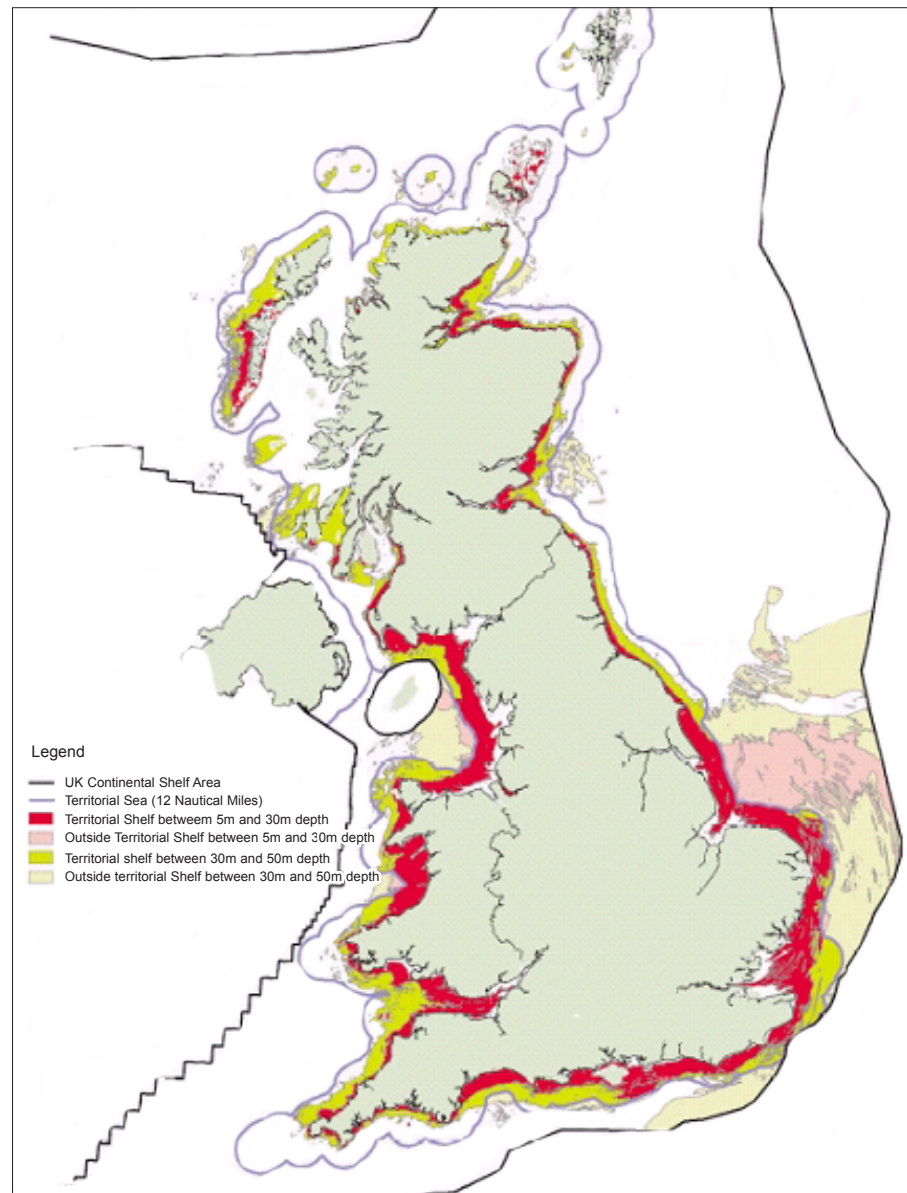 Legend
UK Continental Shelf Area
Territorial Sea (12 Nautical Miles)
Territorial Shelf betweem 5m and 30m depth
Outside Territorial Shelf between 5m and 30m depth
Territorial shelf between 30m and 50m depth
Outside territorial Shelf between 30m and 50m depth